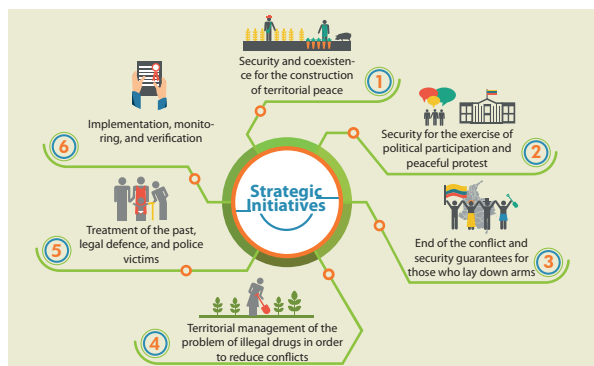 Security and coexisten-
ce for the construction
of territorial peace
1
Security for the exercise of
political participation and
peaceful protest
2
End of the conflict and
security guarantees for
those who lay down arms
3
Territorial management of the
problem of illegal drugs in order
to reduce conflicts
4
Treatment of the past,
legal defence, and police
victims
5
Implementation, monito-
ring, and verification
6
Strategic
Initiatives